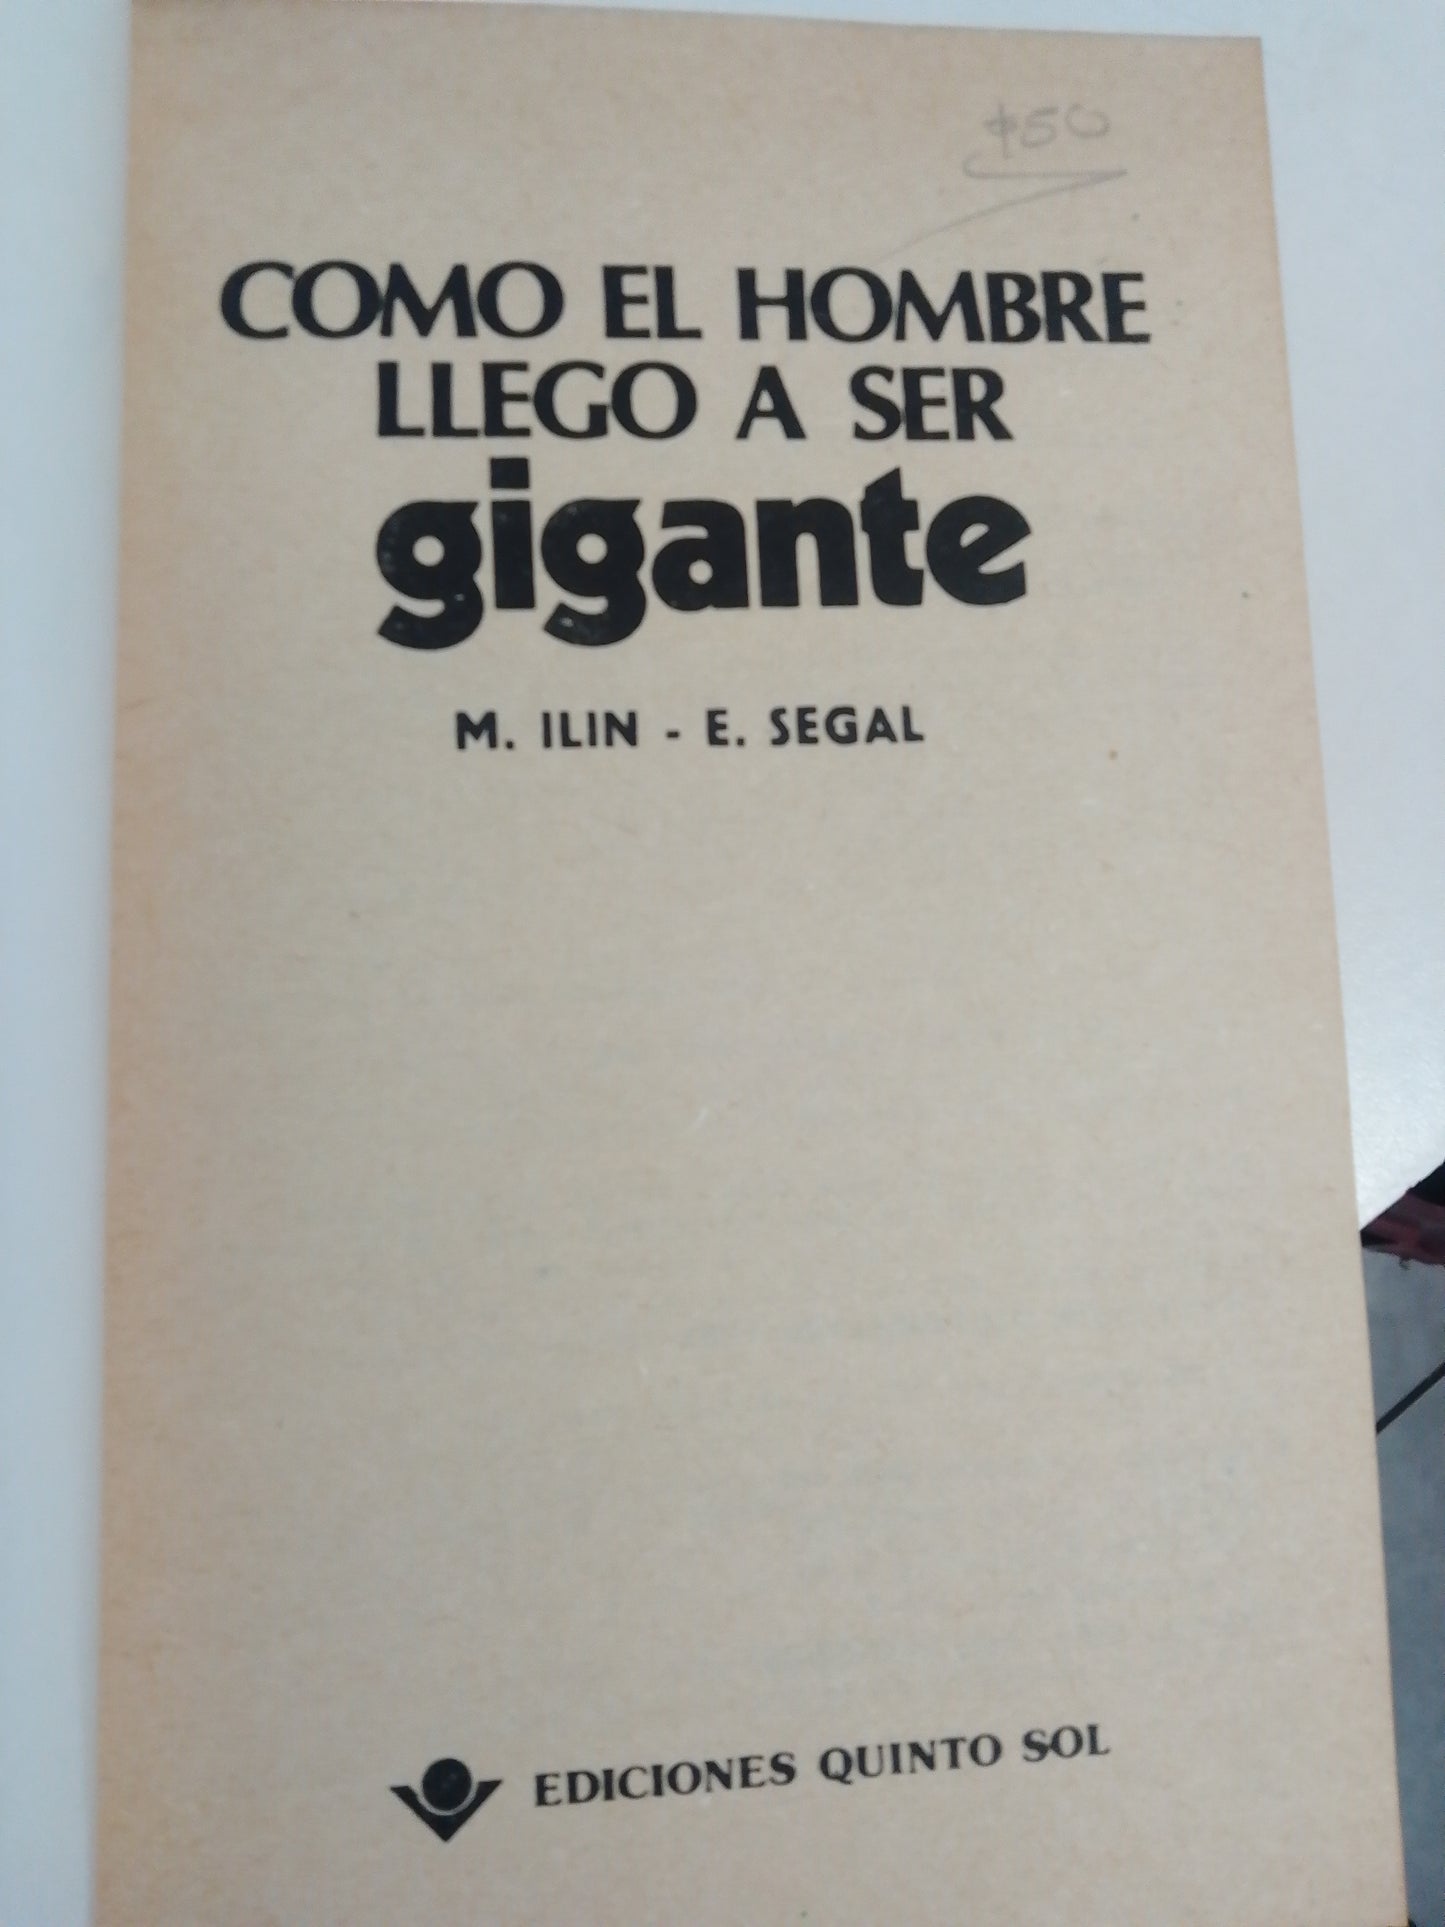 $50
COMO EL HOMBRE
LLEGO A SER
gigante
M. ILIN - E. SEGAL
EDICIONES QUINTO SOL